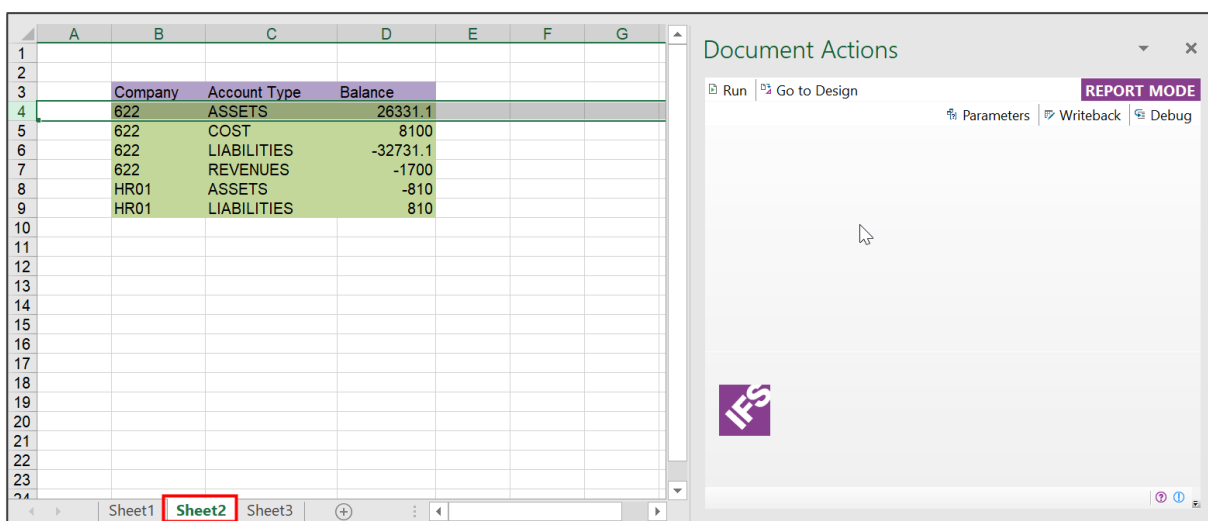 A B C D E F G
Document Actions
1
2
3 Company Account Type Balance
Run Go to Design REPORT MODE
4 622 ASSETS 26331.1
Parameters Writeback Debug
5 622 COST 8100
6 622 LIABILITIES -32731.1
7 622 REVENUES -1700
8 HR01 ASSETS -810
9 HR01 LIABILITIES 810
10
11
12
13
14
15
16
17
18
19
IFS
20
21
22
23
24
Sheet1 Sheet2 Sheet3